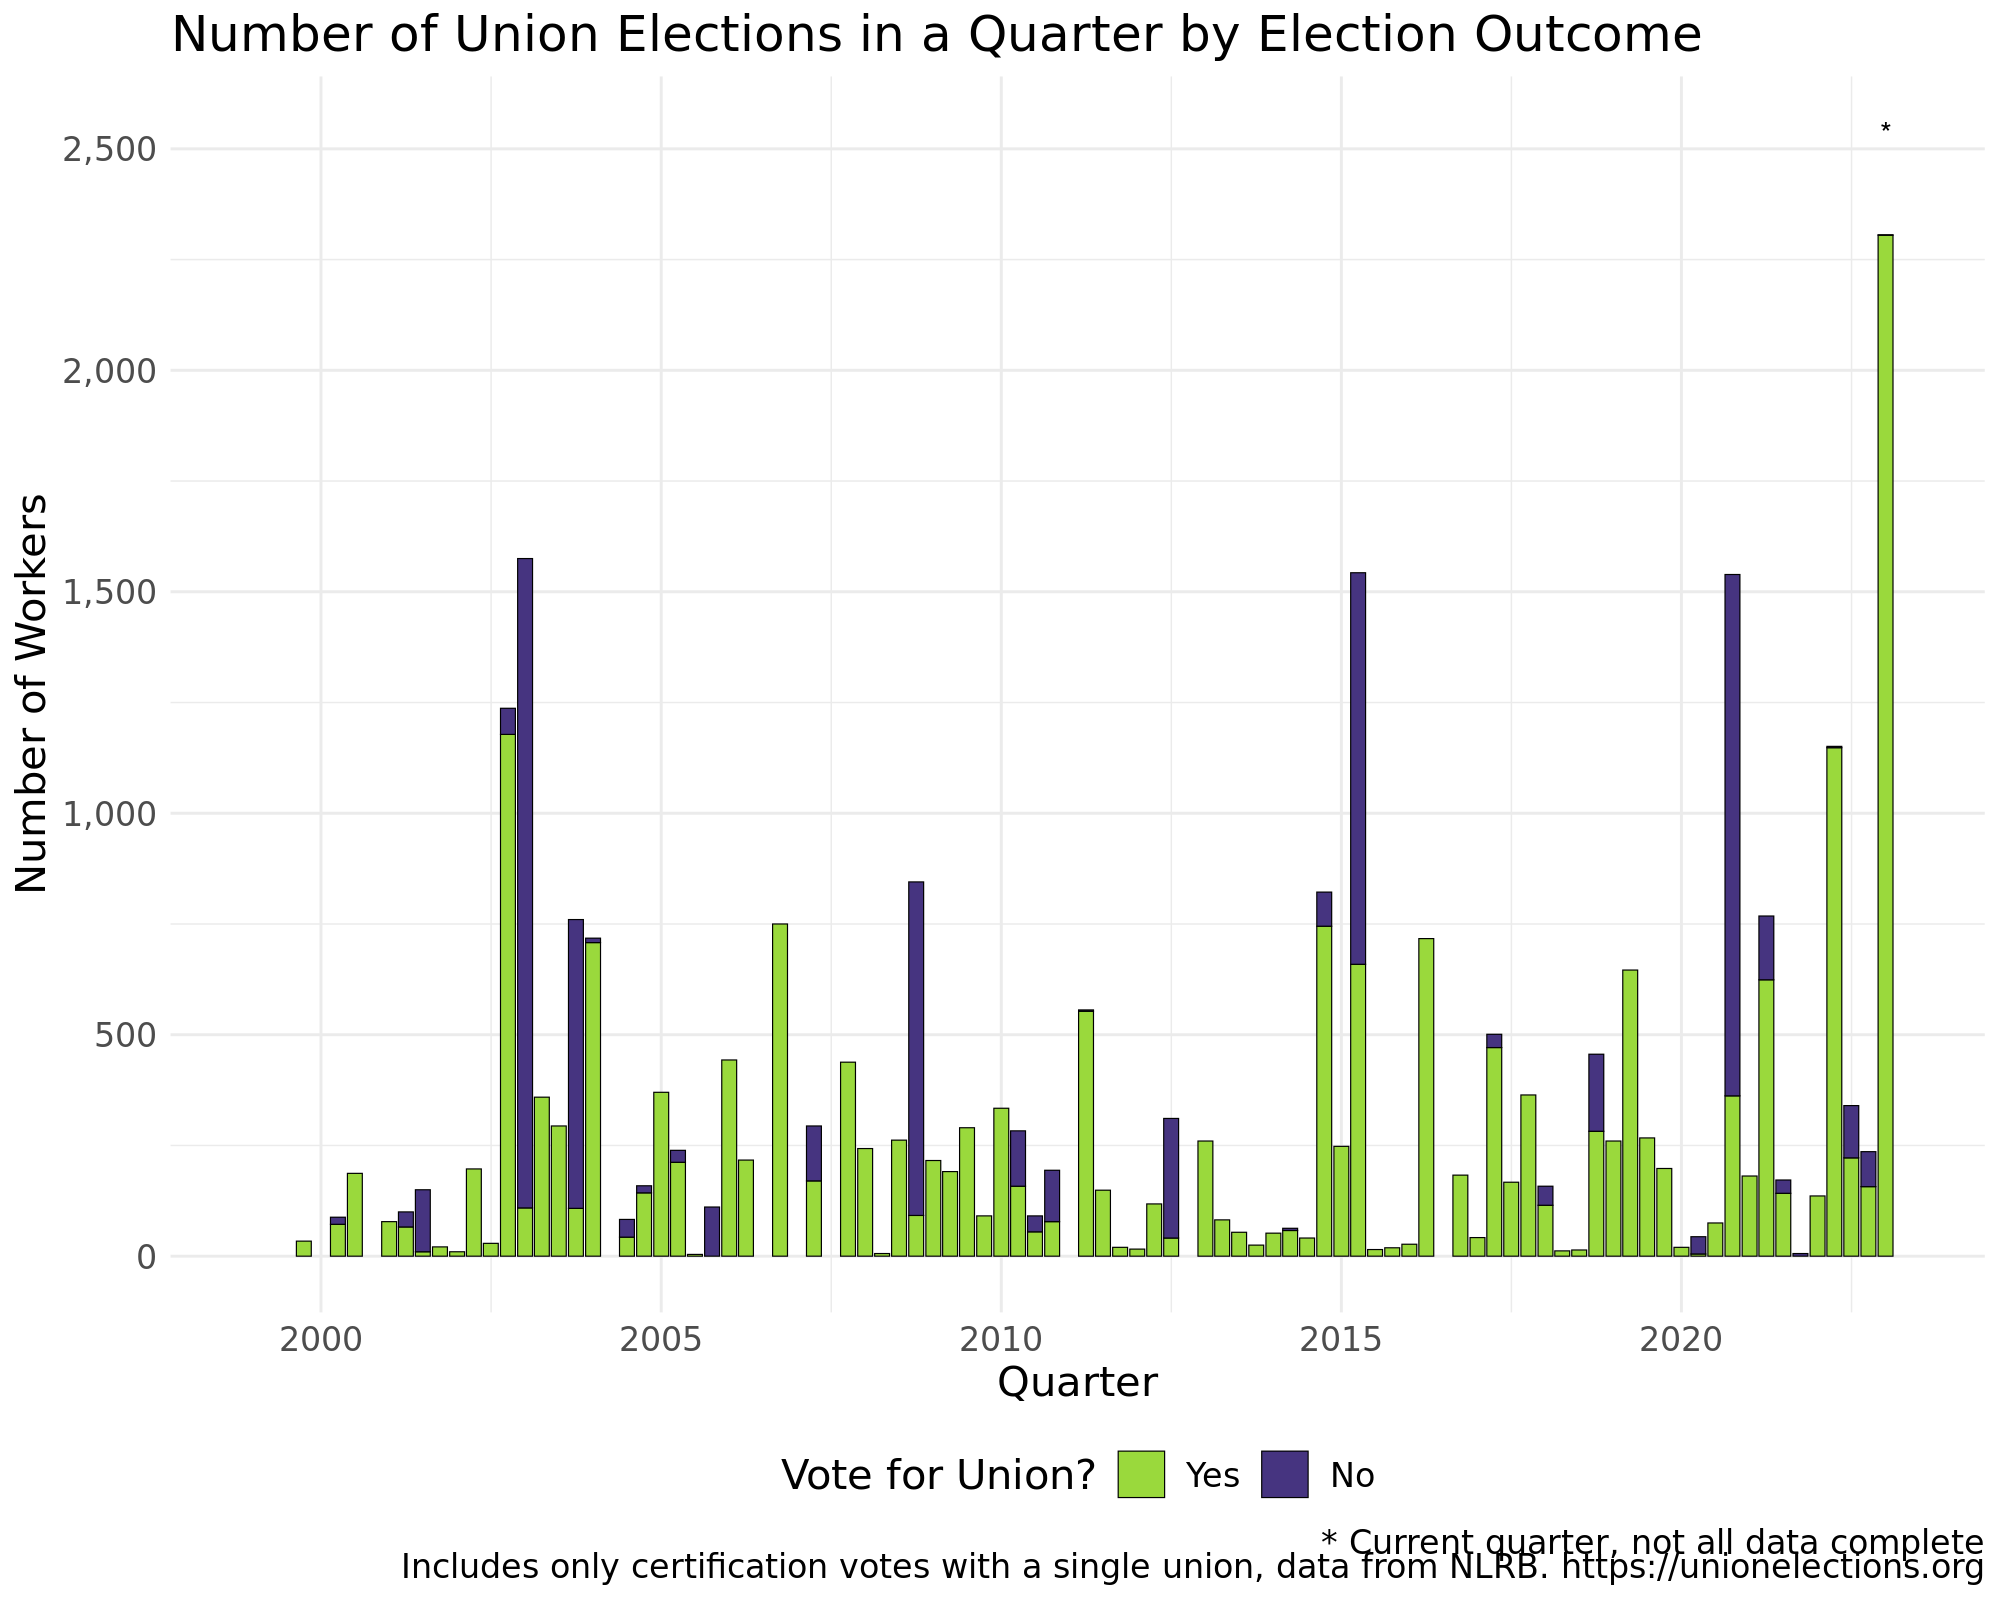 Number of Union Elections in a Quarter by Election Outcome
*
2,500
2,000
1,500
1,000
500
0
Number of Workers
2000 2005 2010 2015 2020
Quarter
Vote for Union? Yes No
* Current quarter, not all data complete
Includes only certification votes with a single union, data from NLRB. https://unionelections.org